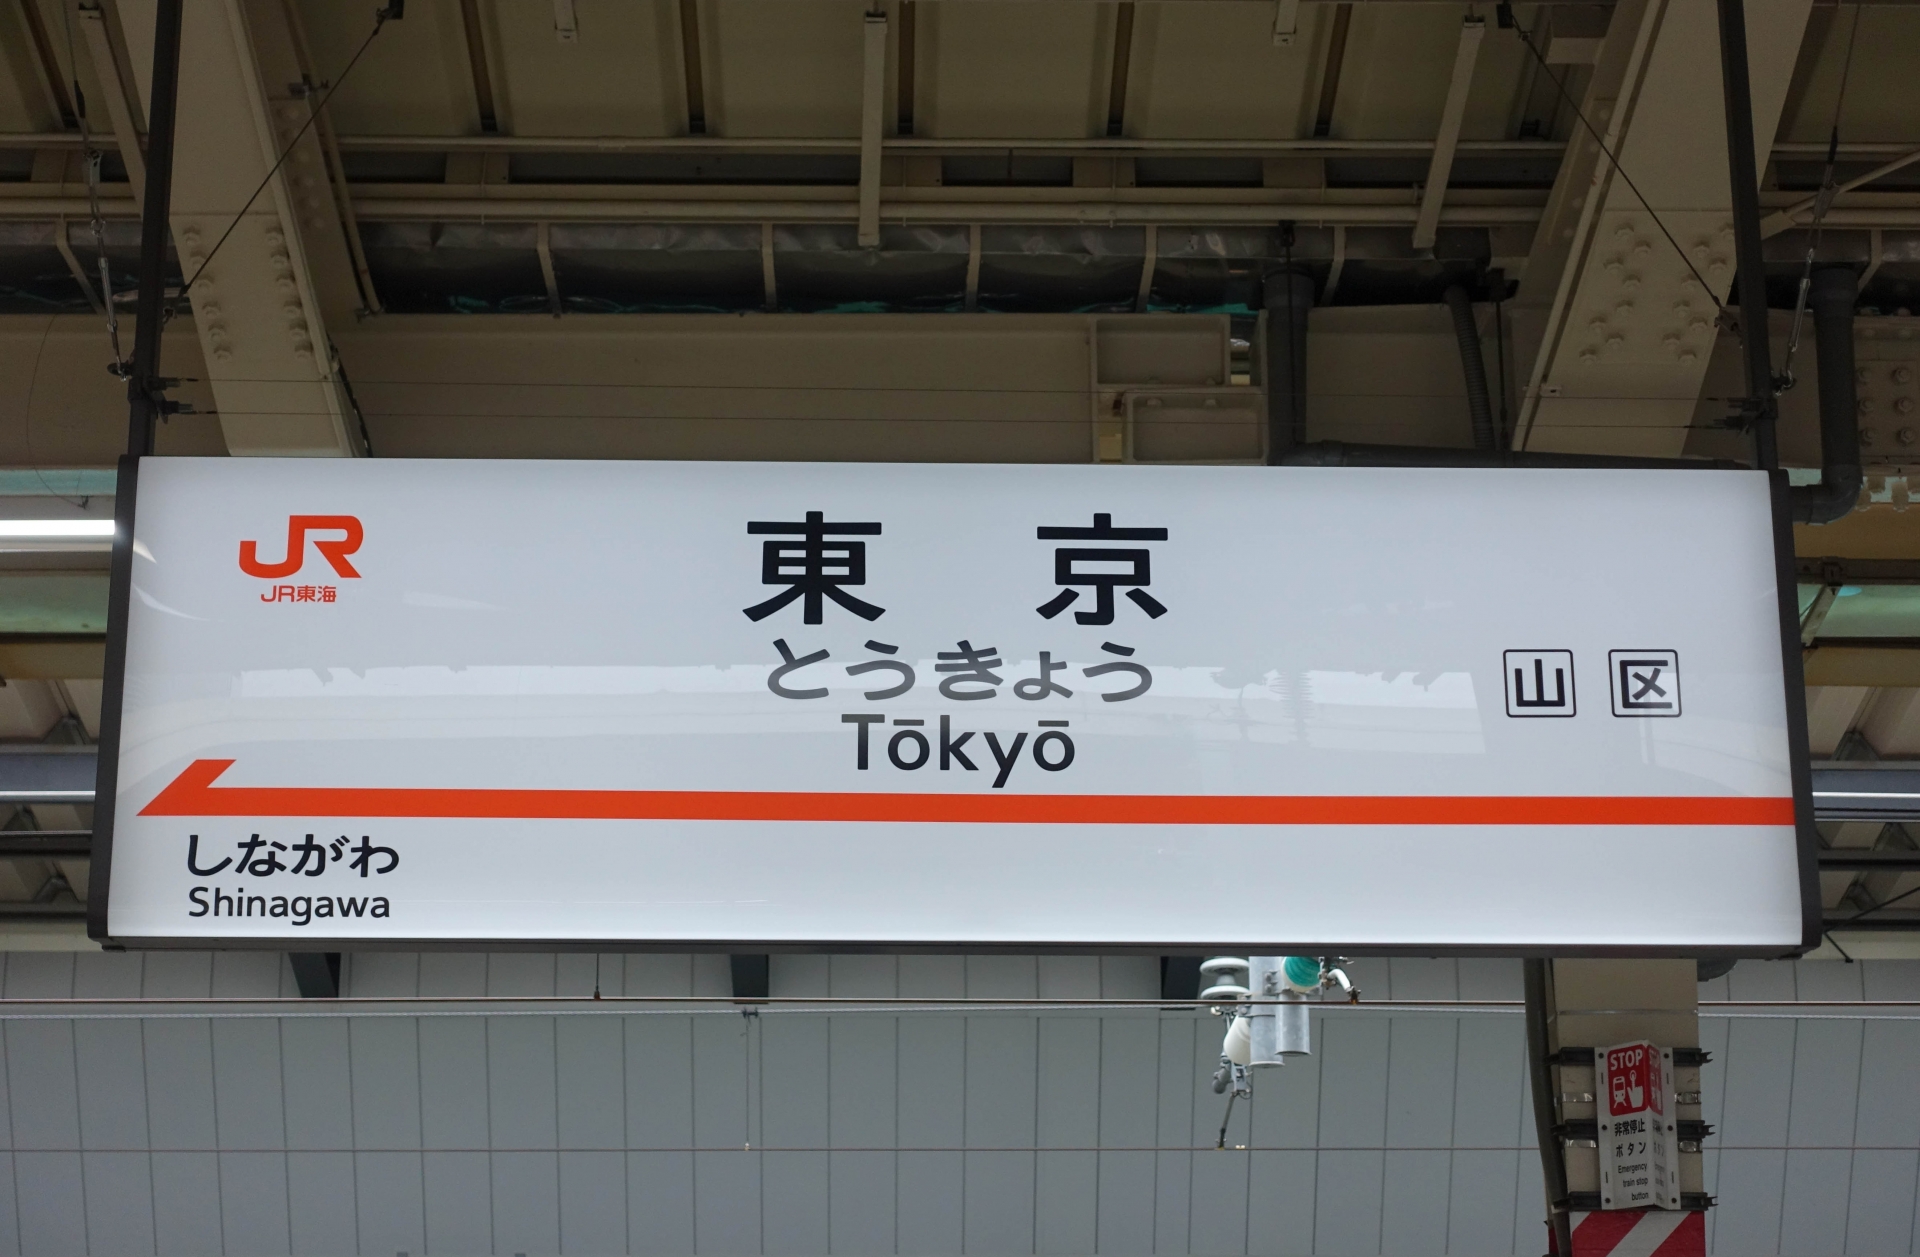 JR
JR東海
東京
とうきょう
Tōkyō
山 区
しながわ
Shinagawa
STOP
非常停止
ボタン
Emergency
train stop
button